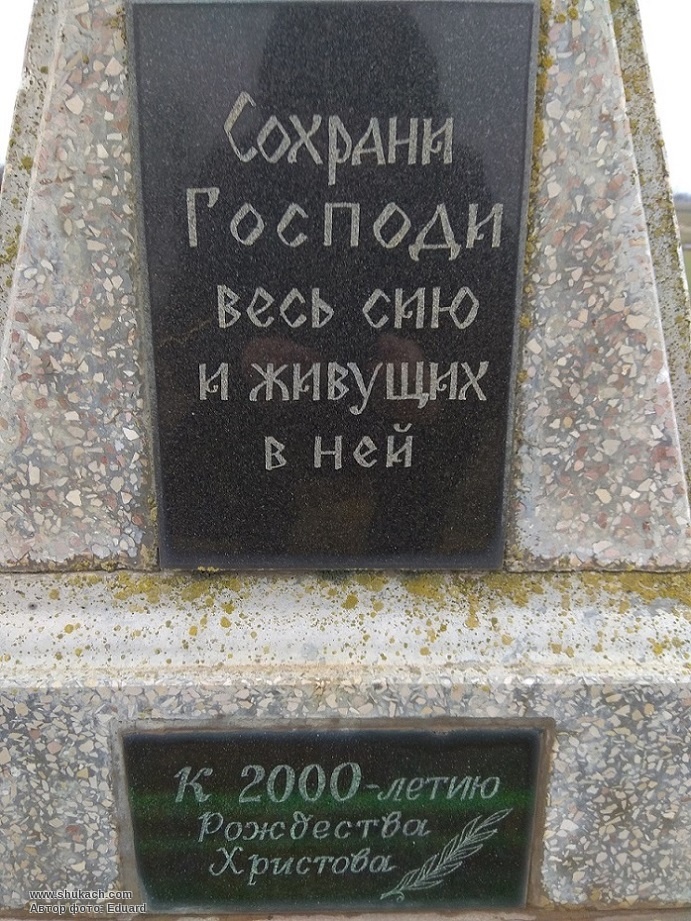 Сохрани
Господи
весь сию
и живущих
в ней
К 2000-летию
Рождества
Христова
www.shukach.com
Автор фото: Eduard